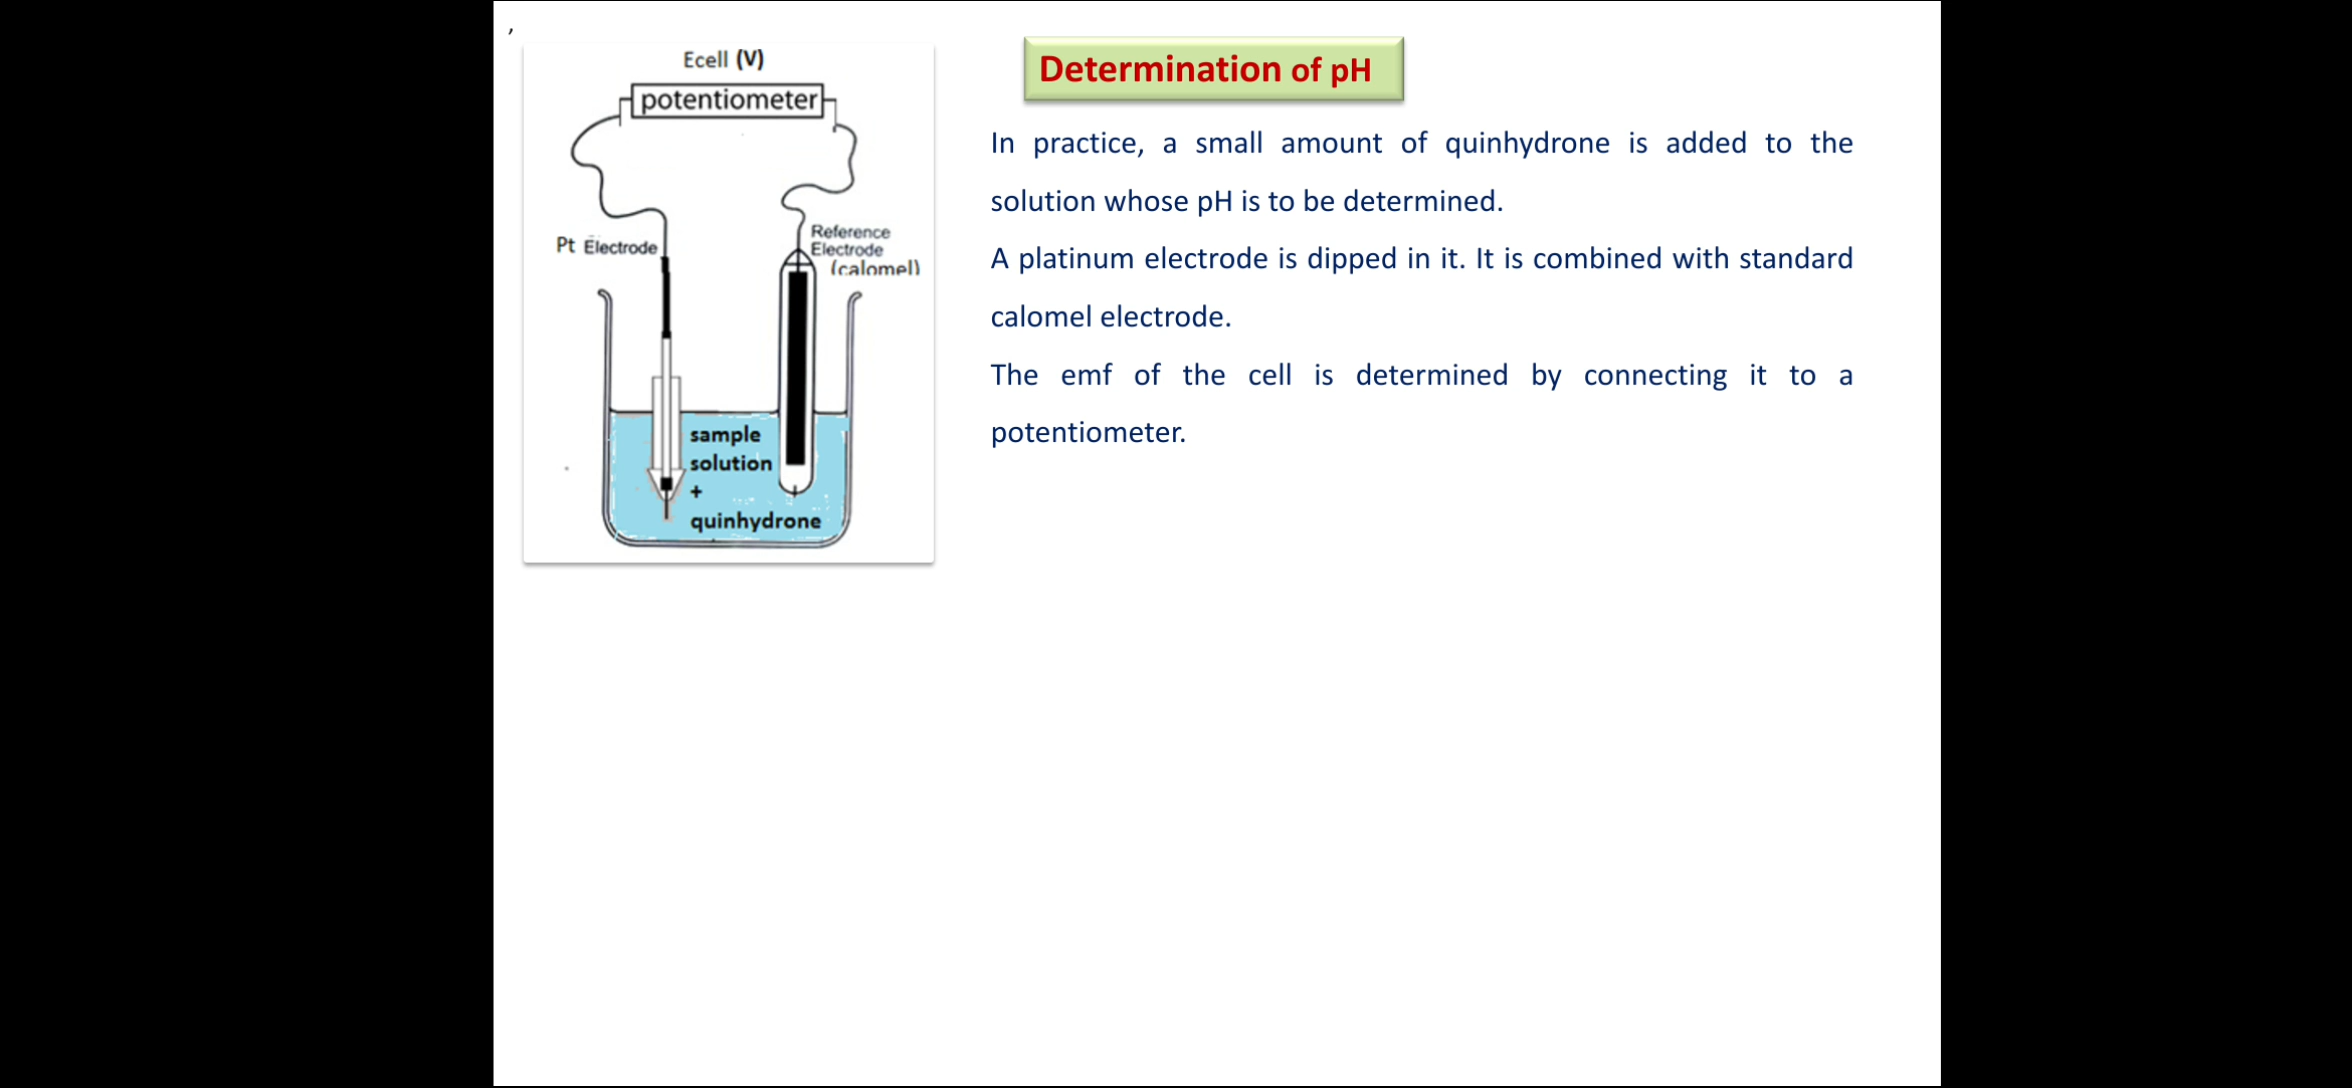 ,
Ecell (V)
potentiometer
Pt Electrode
Reference
Electrode
(calomel)
sample
solution
+
quinhydrone
Determination of pH
In practice, a small amount of quinhydrone is added to the
solution whose pH is to be determined.
A platinum electrode is dipped in it. It is combined with standard
calomel electrode.
The emf of the cell is determined by connecting it to a
potentiometer.